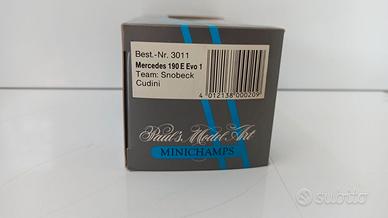 Best.-Nr. 3011
Mercedes 190 E Evo 1
Team: Snobeck
Cudini
4 012138 000209
Paul's Model Art
MINICHAMPS
subito